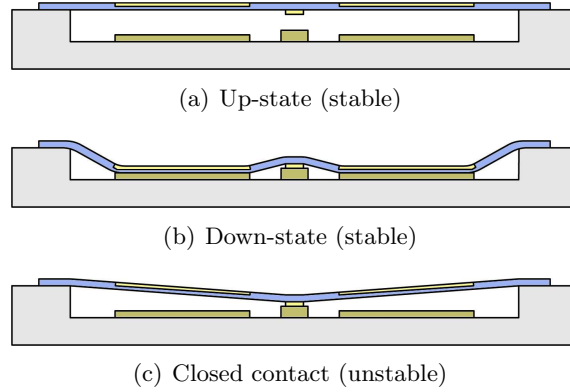 (a) Up-state (stable)
(b) Down-state (stable)
(c) Closed contact (unstable)